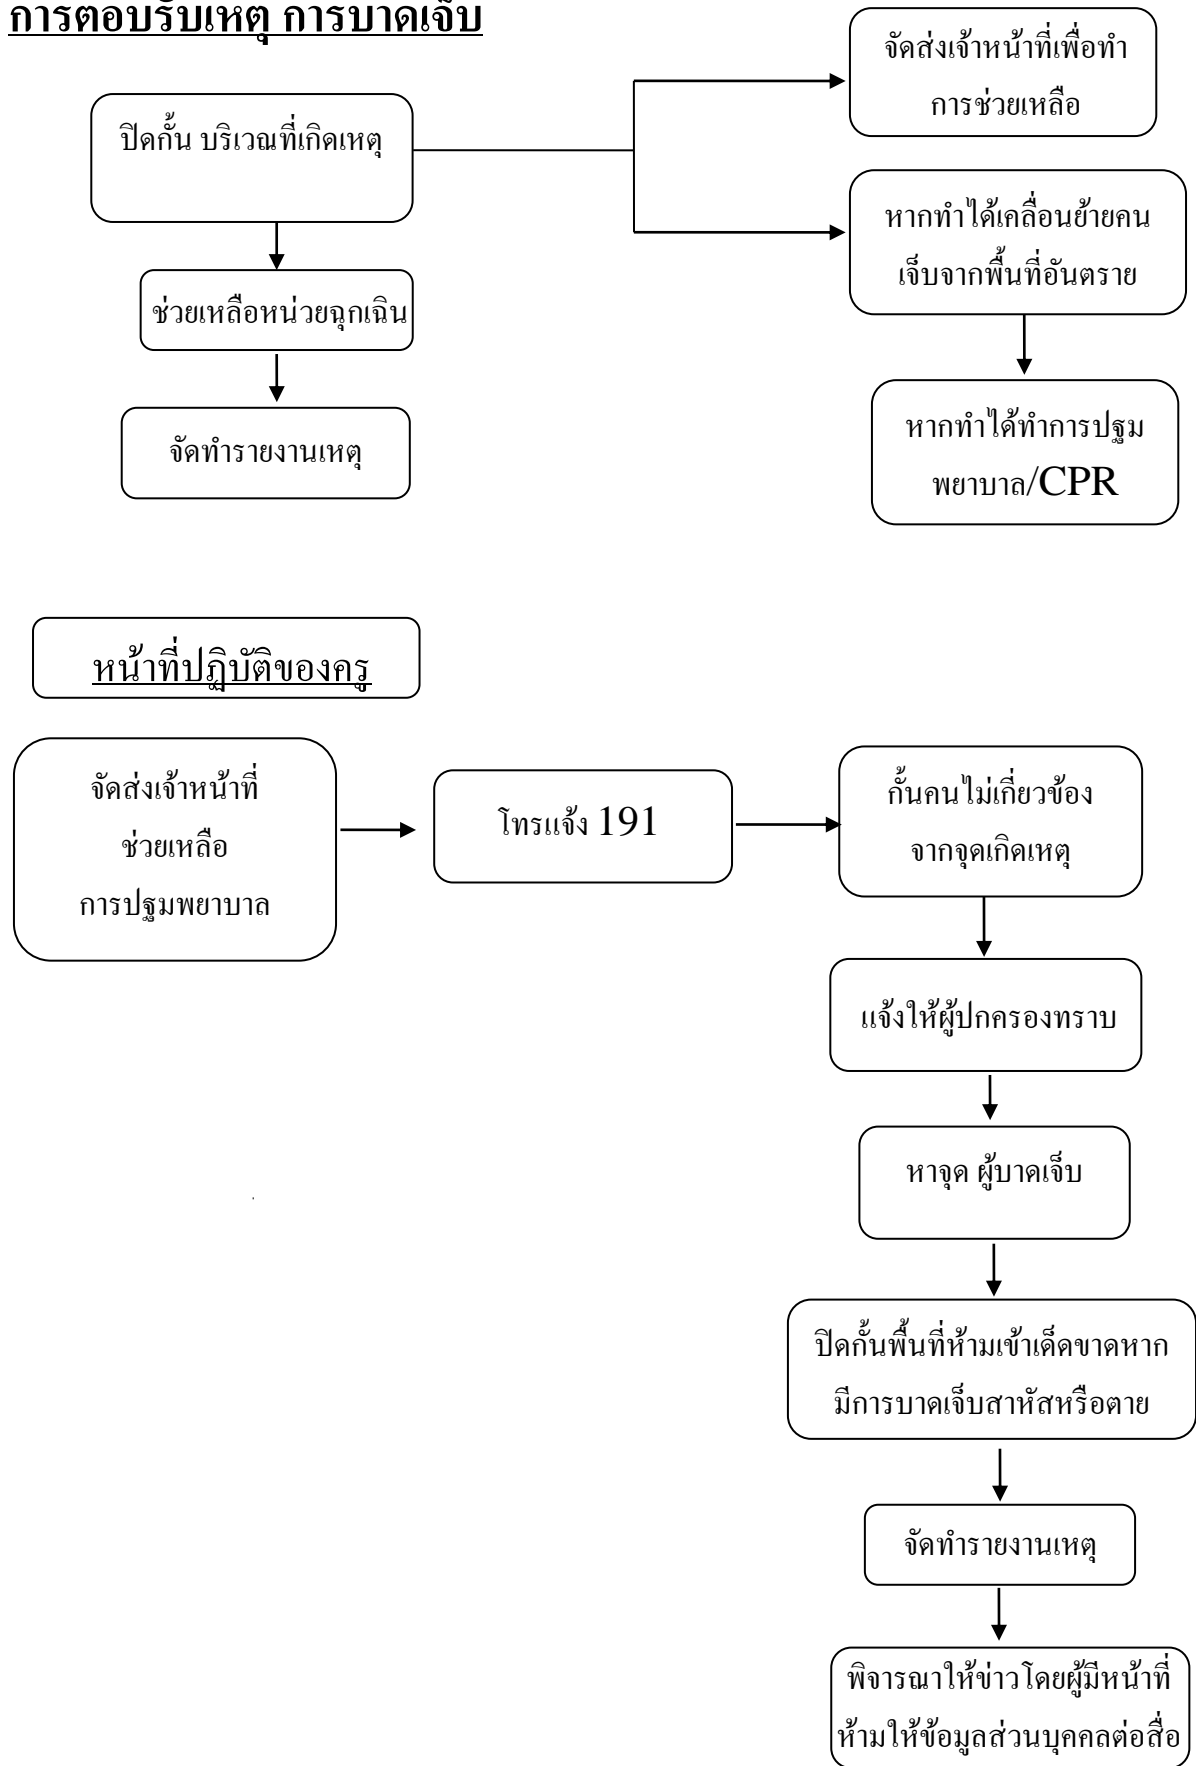 การตอบรับเหตุ การบาดเจ็บ
จัดส่งเจ้าหน้าที่เพื่อทำ
การช่วยเหลือ
ปิดกั้น บริเวณที่เกิดเหตุ
หากทำได้เคลื่อนย้ายคน
เจ็บจากพื้นที่อันตราย
ช่วยเหลือหน่วยฉุกเฉิน
จัดทำรายงานเหตุ
หากทำได้ทำการปฐม
พยาบาล/CPR
หน้าที่ปฏิบัติของครู
จัดส่งเจ้าหน้าที่
ช่วยเหลือ
การปฐมพยาบาล
โทรแจ้ง 191
กั้นคนไม่เกี่ยวข้อง
จากจุดเกิดเหตุ
แจ้งให้ผู้ปกครองทราบ
หาจุด ผู้บาดเจ็บ
ปิดกั้นพื้นที่ห้ามเข้าเด็ดขาดหาก
มีการบาดเจ็บสาหัสหรือตาย
จัดทำรายงานเหตุ
พิจารณาให้ข่าวโดยผู้มีหน้าที่
ห้ามให้ข้อมูลส่วนบุคคลต่อสื่อ